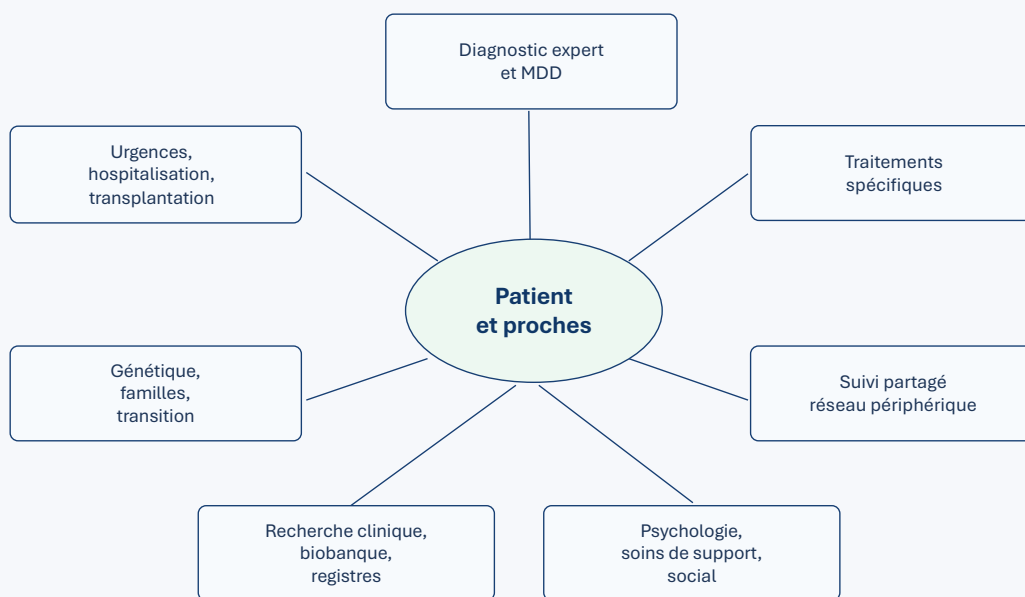 Diagnostic expert
et MDD
Urgences,
hospitalisation,
transplantation
Traitements
spécifiques
Patient
et proches
Génétique,
familles,
transition
Suivi partagé
réseau périphérique
Recherche clinique,
biobanque,
registres
Psychologie,
soins de support,
social